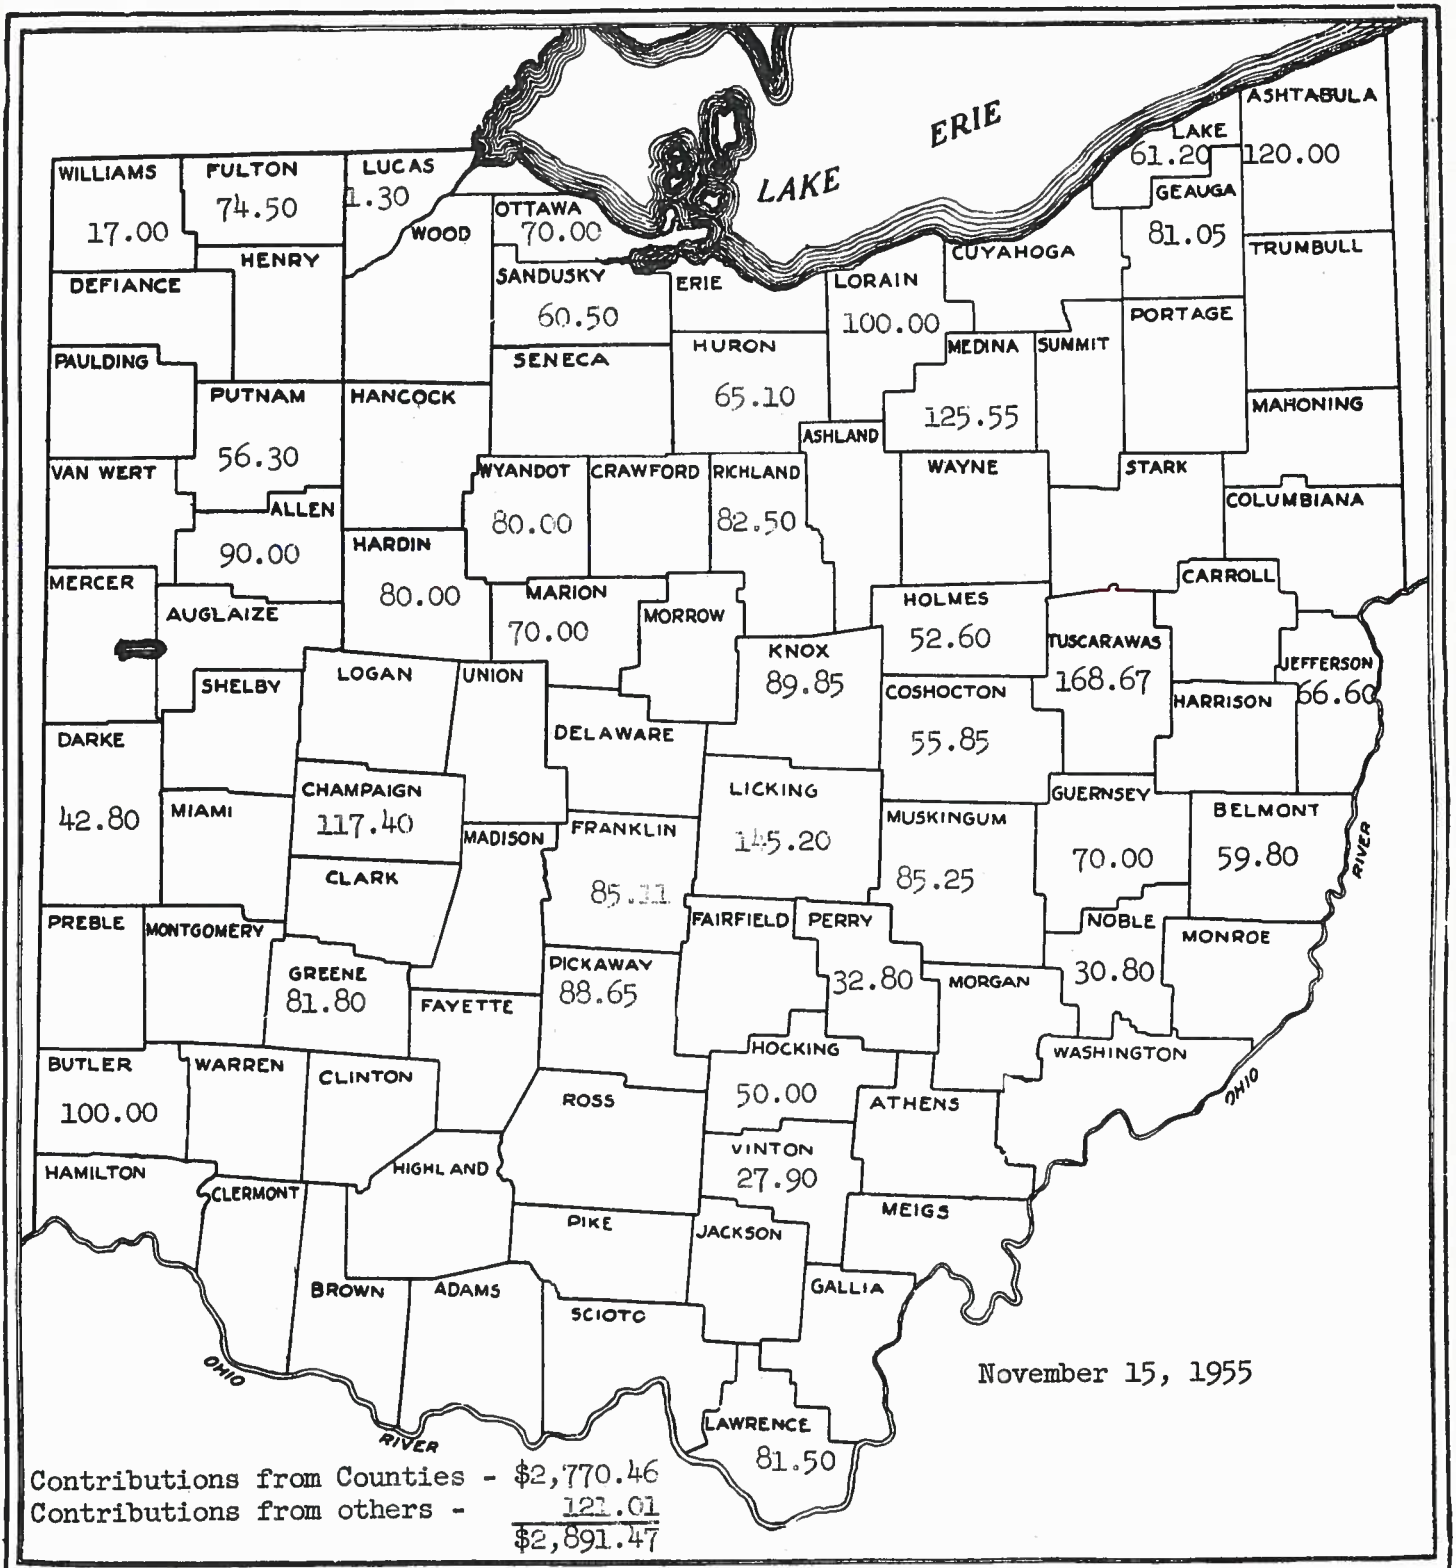 ERIE
LAKE
ASHTABULA
120.00
LAKE
61.20
GEAUGA
81.05
WILLIAMS
17.00
FULTON
74.50
LUCAS
1.30
WOOD
OTTAWA
70.00
HENRY
DEFIANCE
SANDUSKY
60.50
ERIE
LORAIN
100.00
CUYAHOGA
TRUMBULL
PORTAGE
PAULDING
PUTNAM
56.30
HANCOCK
SENECA
HURON
65.10
MEDINA
125.55
SUMMIT
MAHONING
ASHLAND
VAN WERT
ALLEN
90.00
WYANDOT
80.00
CRAWFORD
RICHLAND
82.50
WAYNE
STARK
COLUMBIANA
HARDIN
80.00
MERCER
AUGLAIZE
MARION
70.00
MORROW
HOLMES
52.60
CARROLL
TUSCARAWAS
168.67
JEFFERSON
66.60
KNOX
89.85
SHELBY
LOGAN
UNION
COSHOCTON
55.85
HARRISON
DARKE
42.80
DELAWARE
CHAMPAIGN
117.40
MIAMI
LICKING
145.20
GUERNSEY
70.00
BELMONT
59.80
MUSKINGUM
85.25
MADISON
FRANKLIN
85.11
CLARK
RIVER
PREBLE
MONTGOMERY
FAIRFIELD
PERRY
32.80
NOBLE
30.80
MONROE
GREENE
81.80
PICKAWAY
88.65
FAYETTE
MORGAN
HOCKING
50.00
WASHINGTON
BUTLER
100.00
WARREN
CLINTON
ROSS
ATHENS
OHIO
VINTON
27.90
HAMILTON
CLERMONT
HIGHLAND
PIKE
JACKSON
MEIGS
BROWN
ADAMS
SCIOTO
GALLIA
OHIO
RIVER
LAWRENCE
81.50
November 15, 1955
Contributions from Counties - $2,770.46
Contributions from others - 121.01
$2,891.47